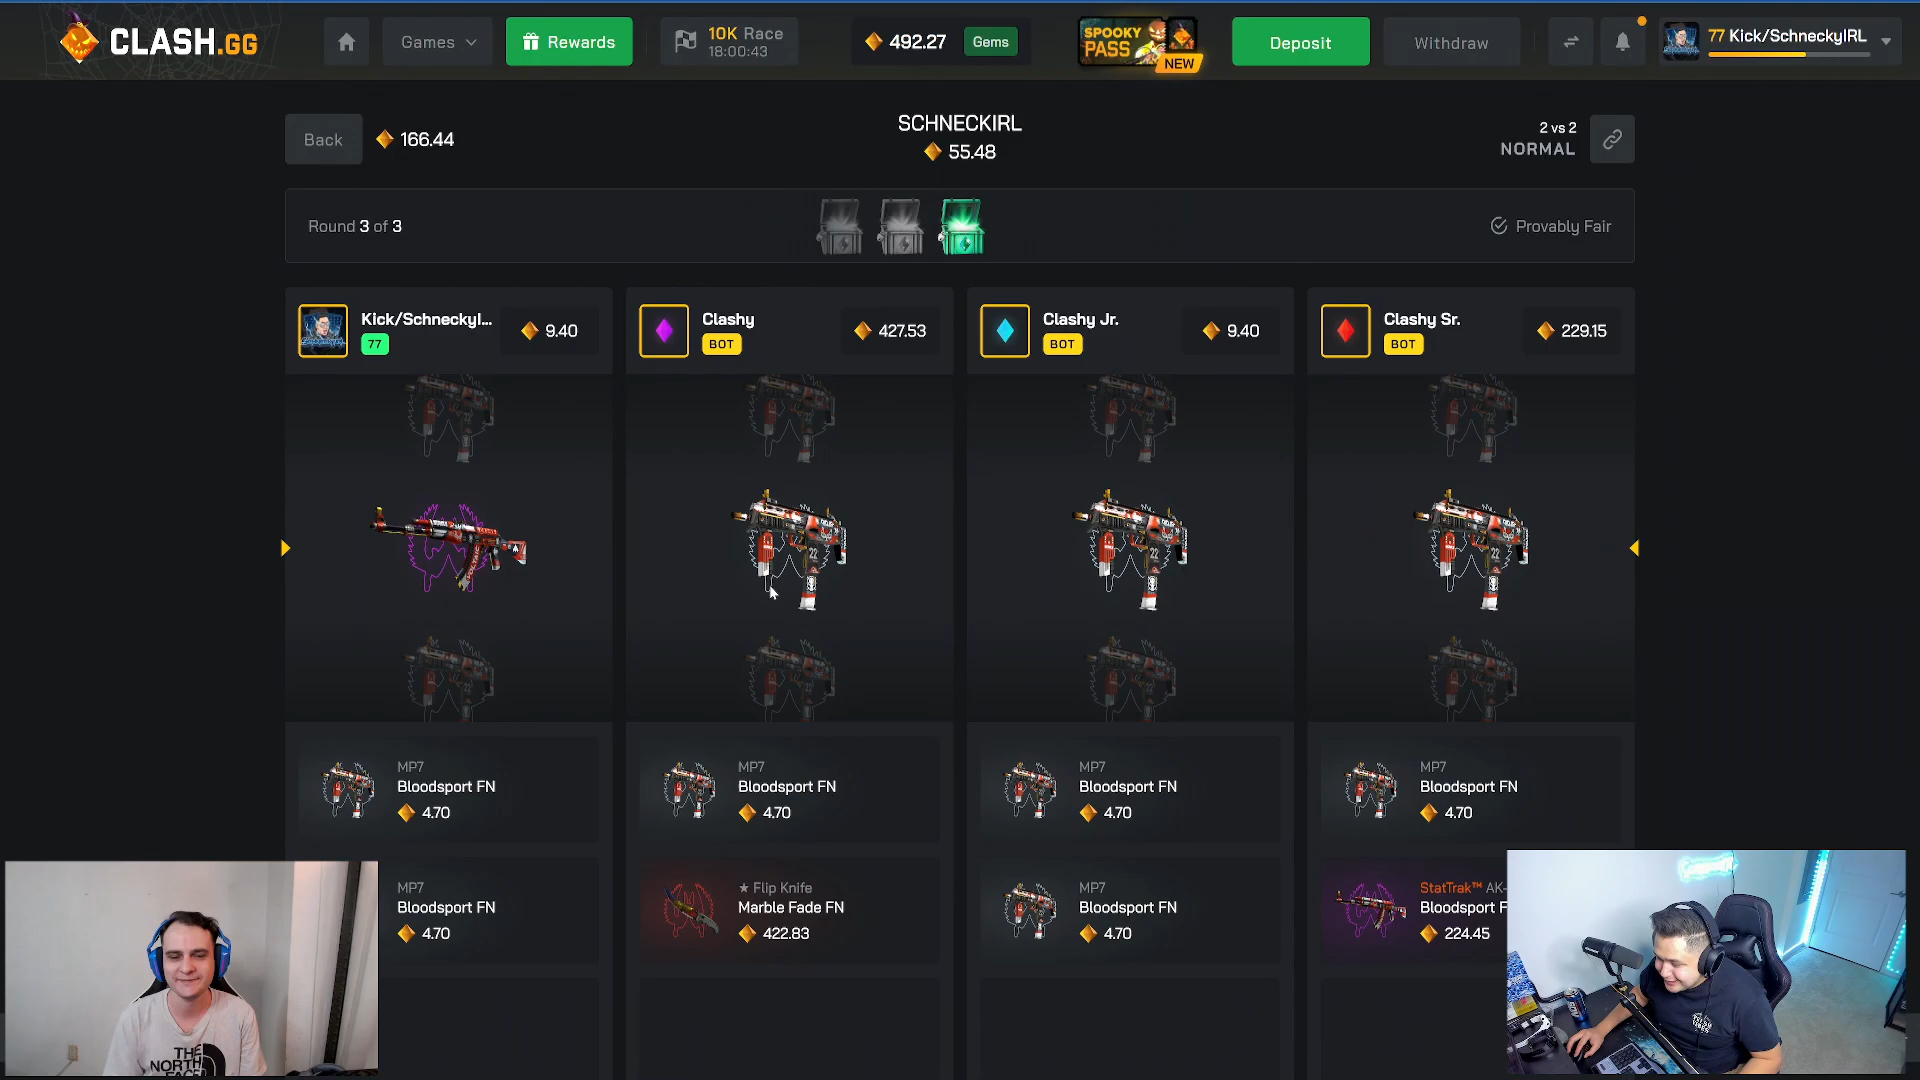 CLASH.GG
Games
Rewards
10K Race
18:00:43
492.27
Gems
SPOOKY
PASS
NEW
Deposit
Withdraw
77 Kick/SchneckyIRL
Back
166.44
SCHNECKIRL
55.48
2 vs 2
NORMAL
Round 3 of 3
Provably Fair
Kick/SchneckyI...
77
9.40
Clashy
BOT
427.53
Clashy Jr.
BOT
9.40
Clashy Sr.
BOT
229.15
MP7
Bloodsport FN
4.70
MP7
Bloodsport FN
4.70
MP7
Bloodsport FN
4.70
MP7
Bloodsport FN
4.70
MP7
Bloodsport FN
4.70
★ Flip Knife
Marble Fade FN
422.83
MP7
Bloodsport FN
4.70
StatTrak™ AK-
Bloodsport F
224.45
THE
NORTH
FACE